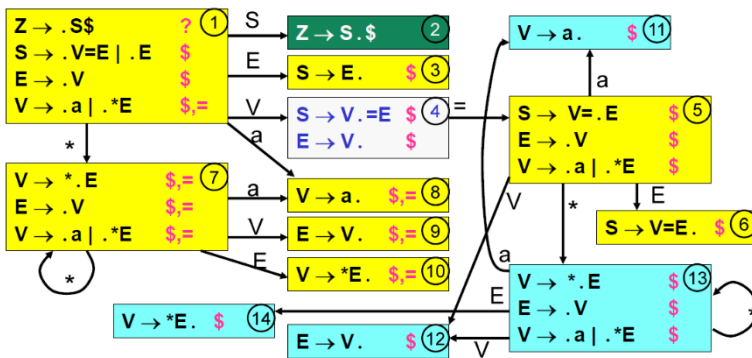 Z → .S$ ? 1
S → .V=E | .E $
E → .V $
V → .a | .*E $,=
S
Z → S.$ 2
E
S → E. $ 3
V
S → V.=E $ 4
E → V. $
=
a
*
V → a. $ 11
a
S → V=.E $ 5
E → .V $
V → .a | .*E $
V
*
E
S → V=E. $ 6
V → *.E $,= 7
E → .V $,=
V → .a | .*E $,=
*
a
V → a. $,= 8
V
E → V. $,= 9
E
V → *E. $,= 10
a
V → *.E $ 13
E → .V $
V → .a | .*E $
*
E
V → *E. $ 14
V
E → V. $ 12